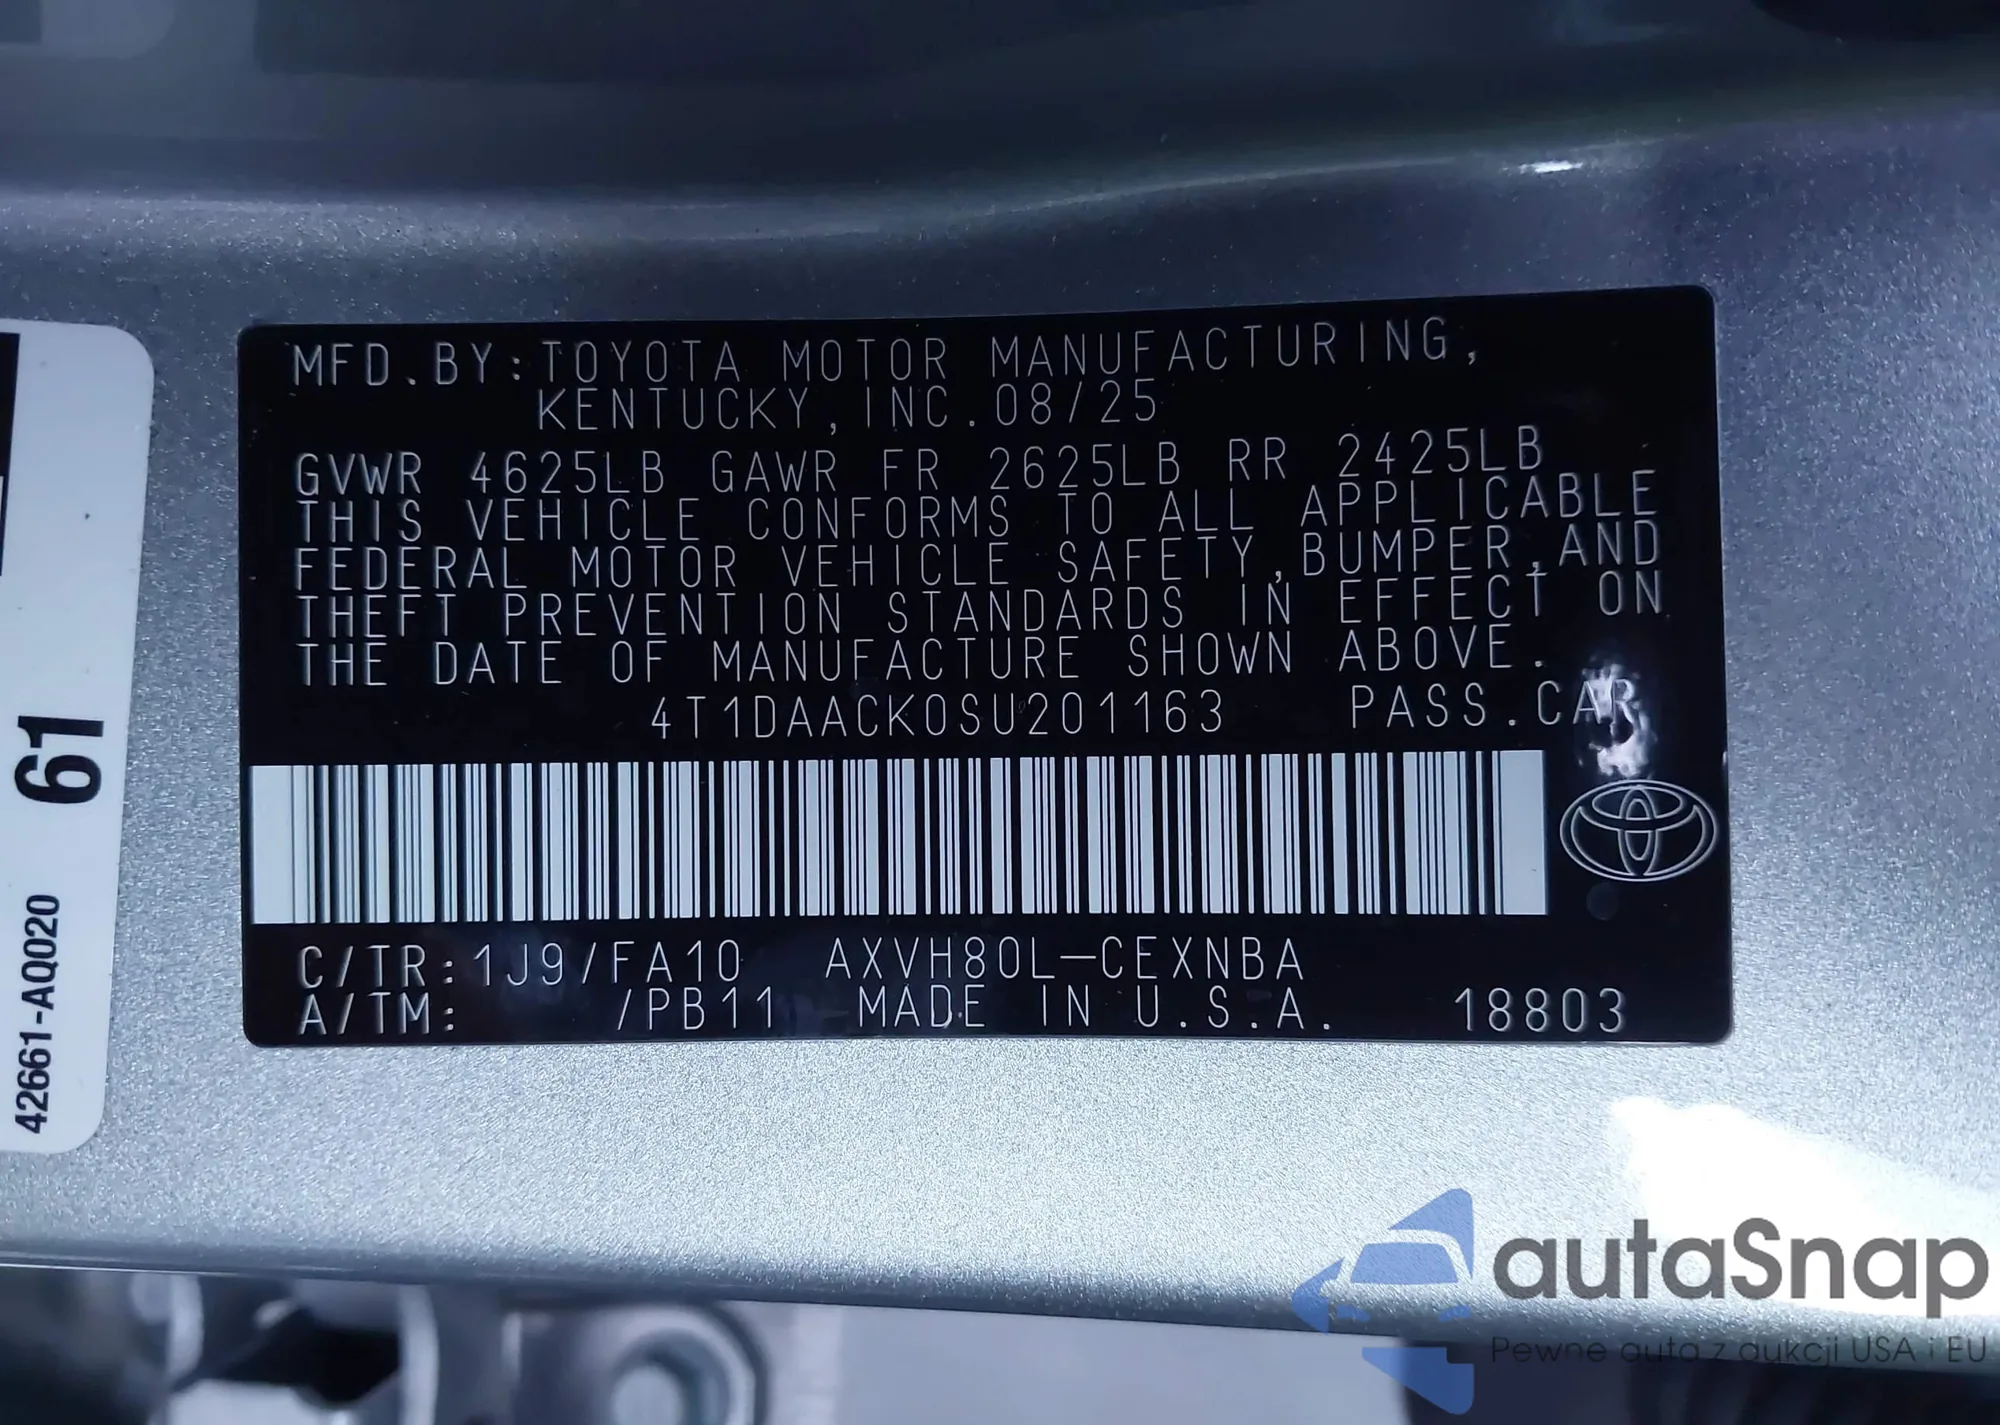 MFD.BY:TOYOTA MOTOR MANUFACTURING,
KENTUCKY,INC.08/25
GVWR 4625LB GAWR FR 2625LB RR 2425LB
THIS VEHICLE CONFORMS TO ALL APPLICABLE
FEDERAL MOTOR VEHICLE SAFETY,BUMPER,AND
THEFT PREVENTION STANDARDS IN EFFECT ON
THE DATE OF MANUFACTURE SHOWN ABOVE.
4T1DAACK0SU201163 PASS.CAR
C/TR:1J9/FA10 AXVH80L-CEXNBA
A/TM: /PB11 MADE IN U.S.A. 18803
61
42661-AQ020
autaSnap
Pewne auta z aukcji USA i EU